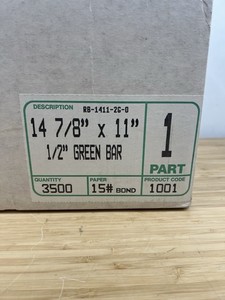 DESCRIPTION RB-1411-2G-G
14 7/8" x 11"
1/2" GREEN BAR
1
PART
QUANTITY PAPER PRODUCT CODE
3500 15# BOND 1001